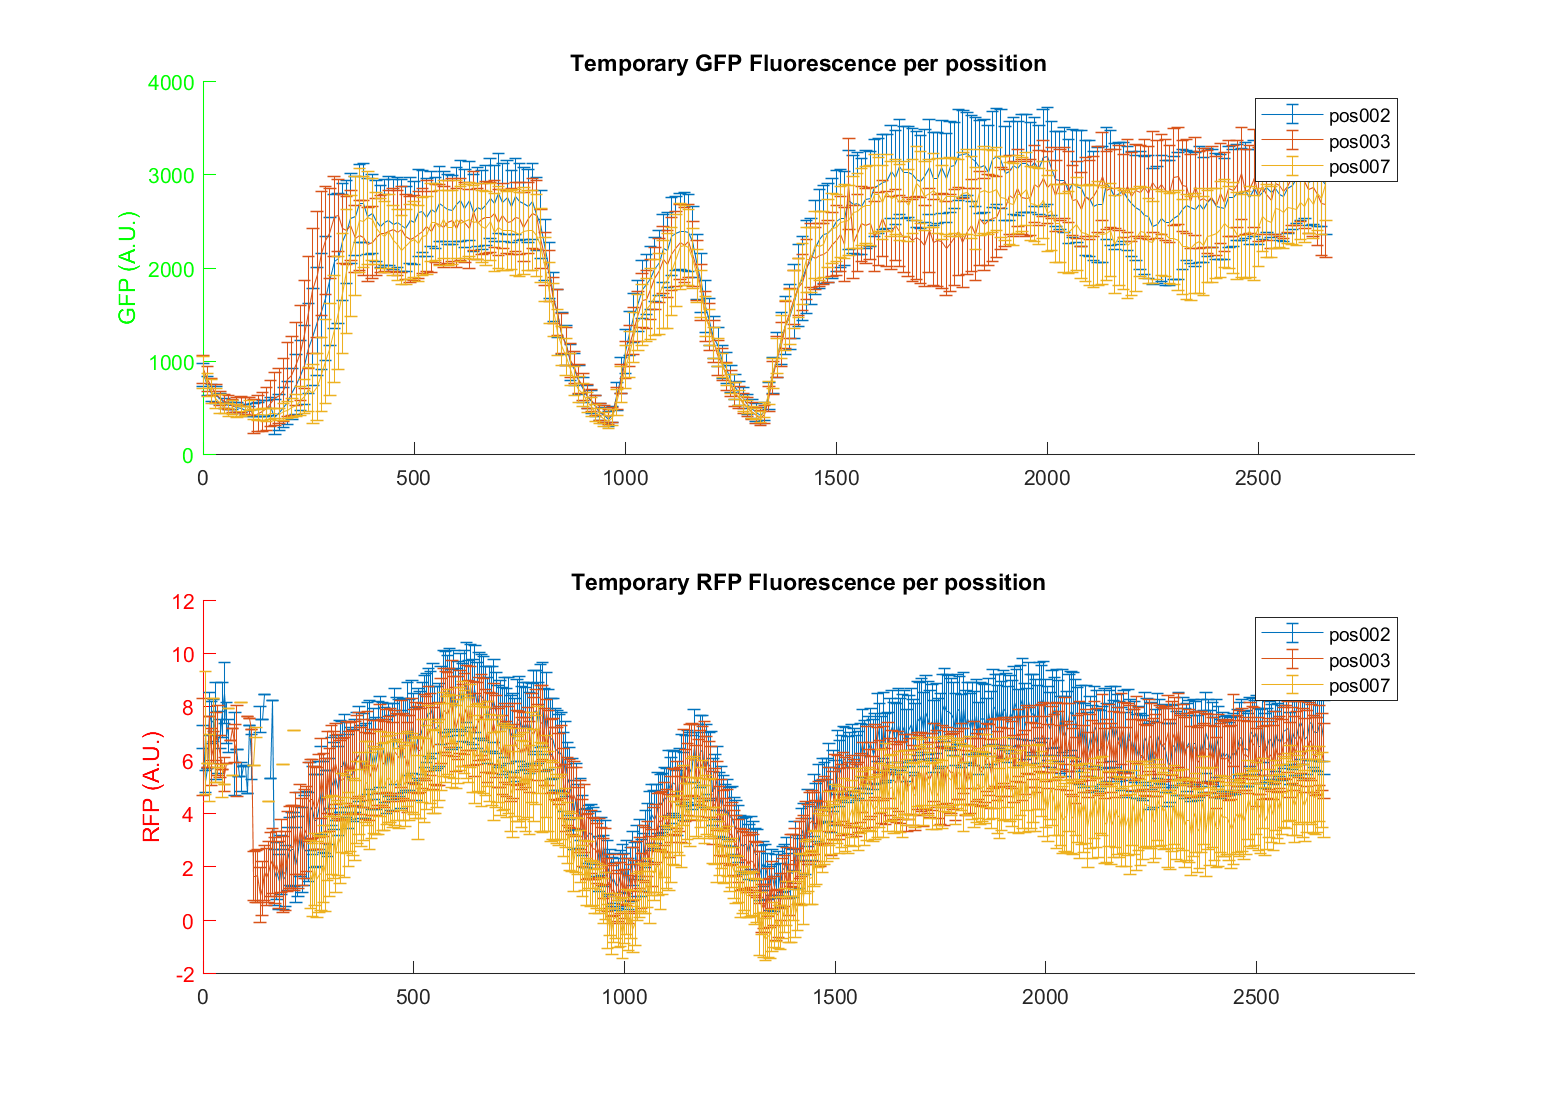 Temporary GFP Fluorescence per possition
4000
3000
2000
1000
0
GFP (A.U.)
0 500 1000 1500 2000 2500
pos002
pos003
pos007
Temporary RFP Fluorescence per possition
12
10
8
6
4
2
0
-2
RFP (A.U.)
0 500 1000 1500 2000 2500
pos002
pos003
pos007